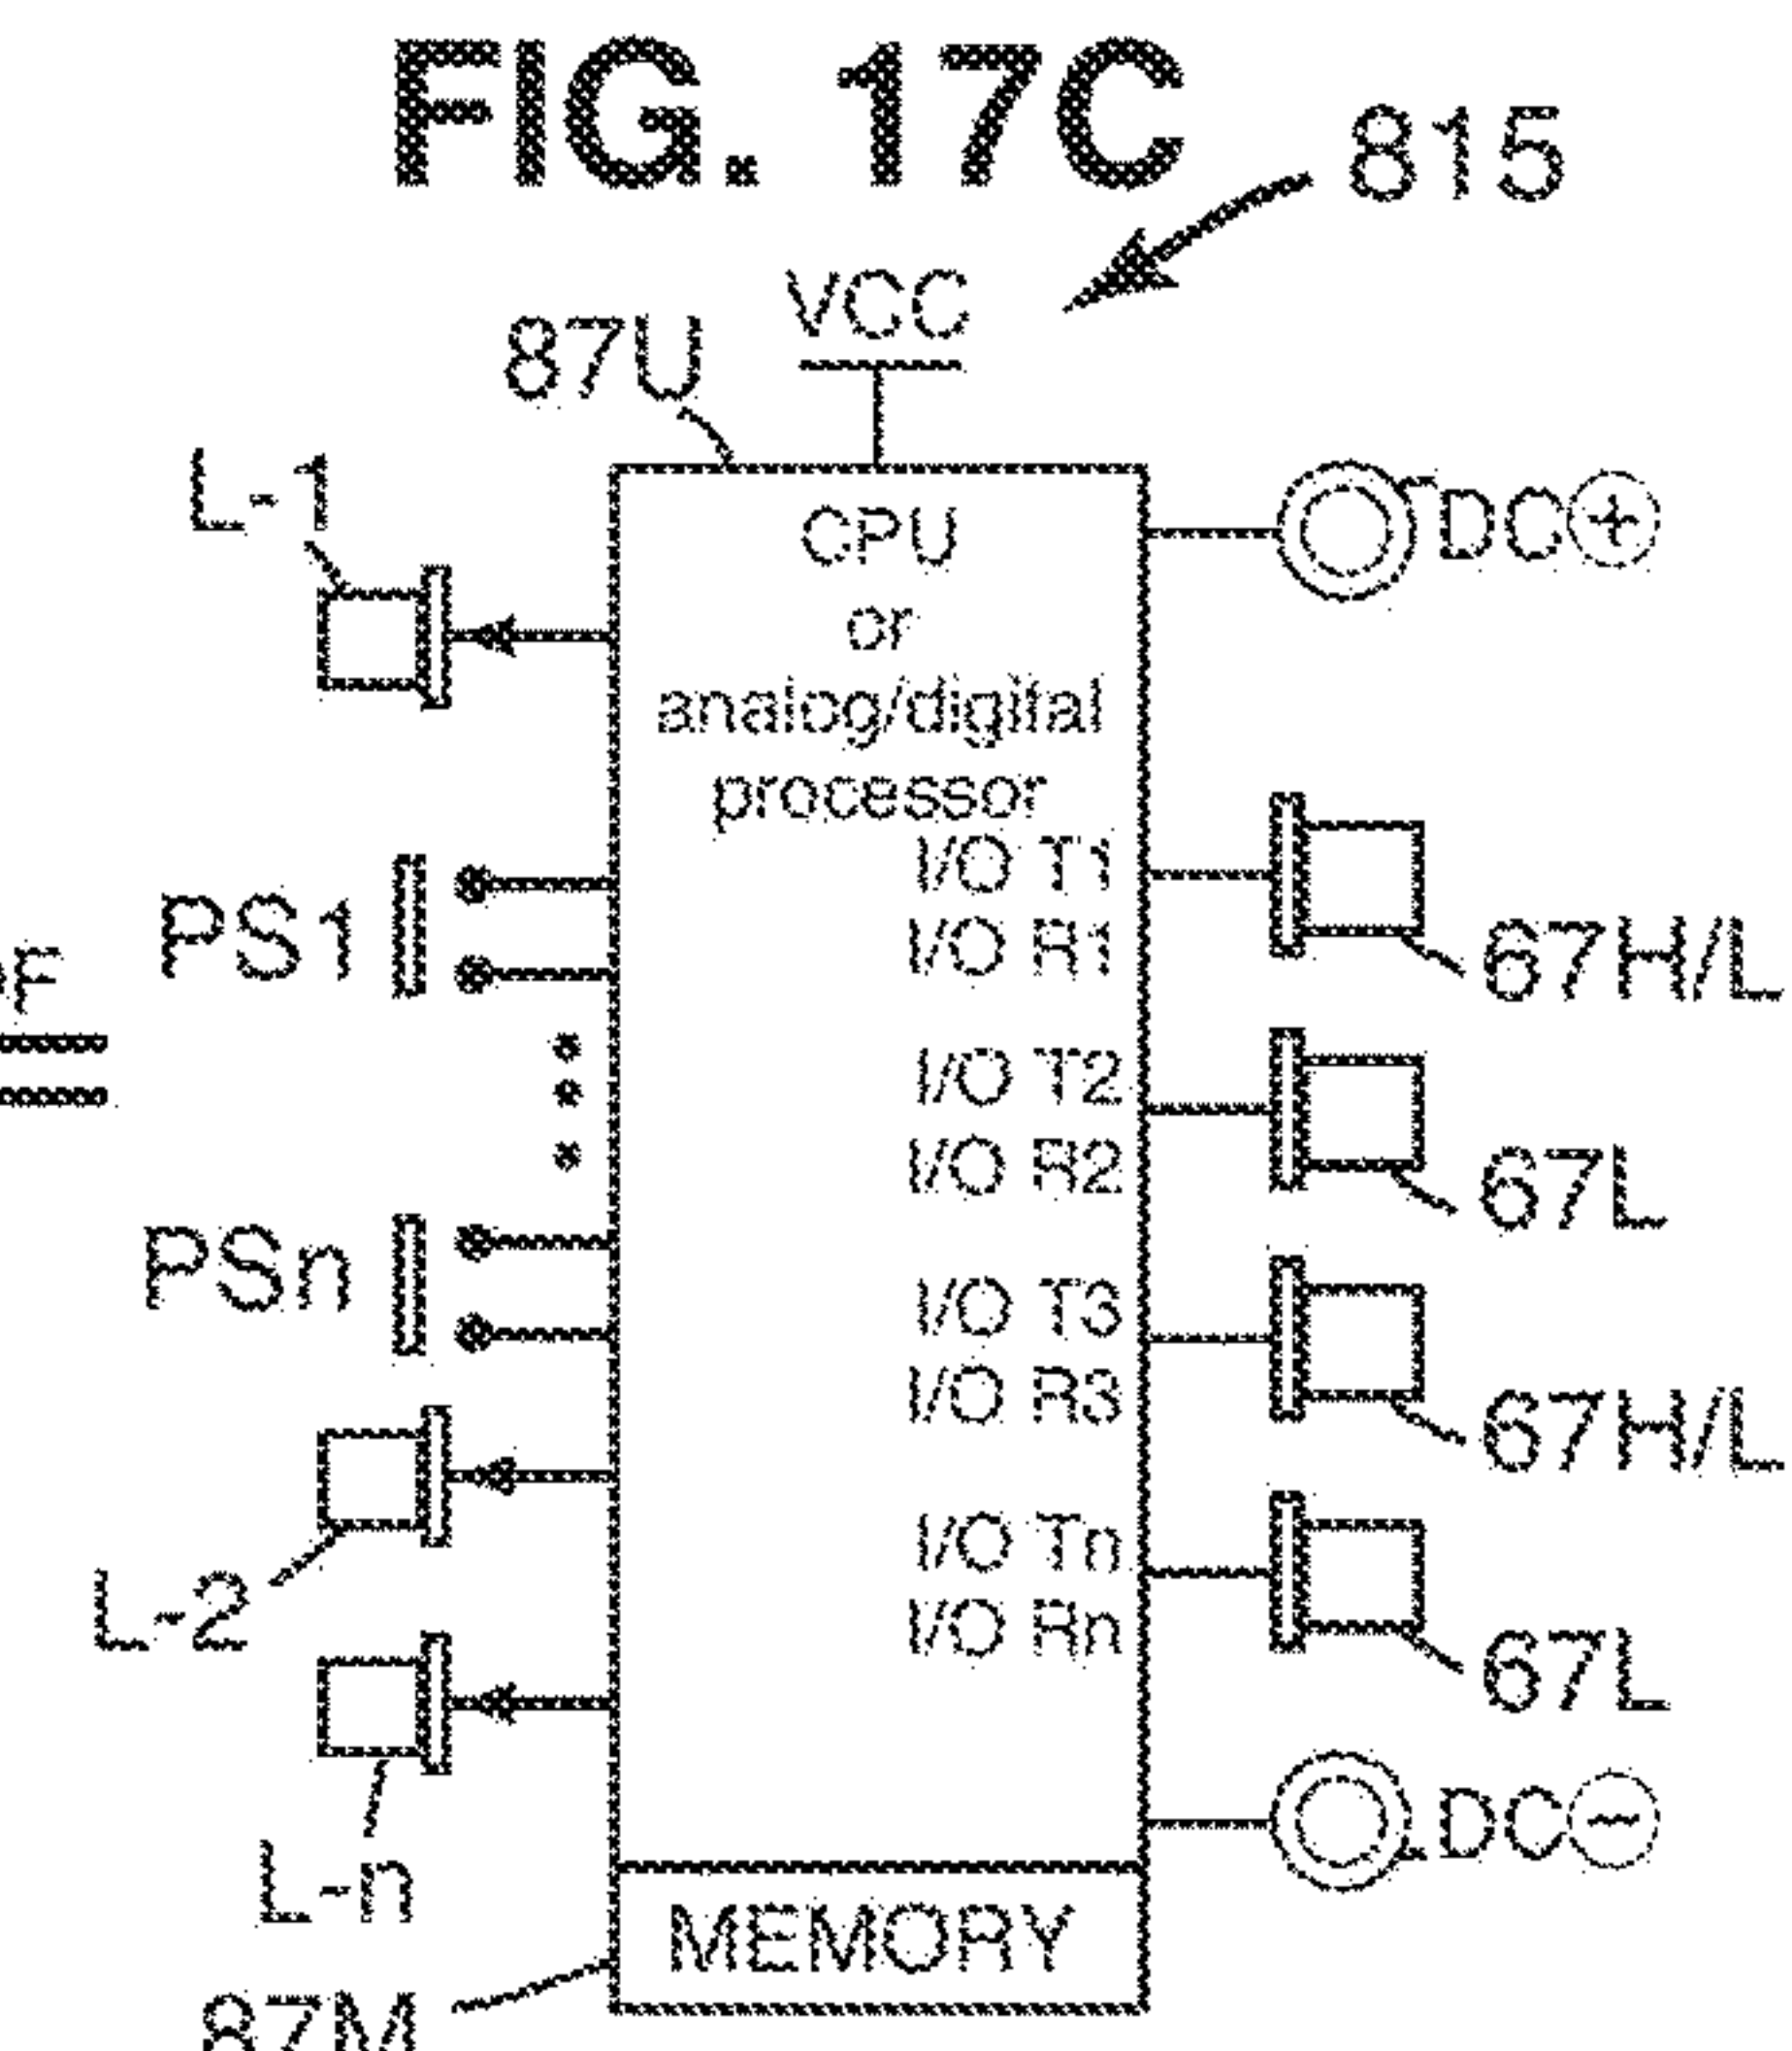 FIG. 17C
815
VCC
87U
L-1
CPU
or
analog/digital
processor
DC+
I/O T1
I/O R1
PS1
67H/L
I/O T2
I/O R2
67L
PSn
I/O T3
I/O R3
67H/L
I/O Tn
I/O Rn
L-2
67L
DC-
L-n
MEMORY
87M